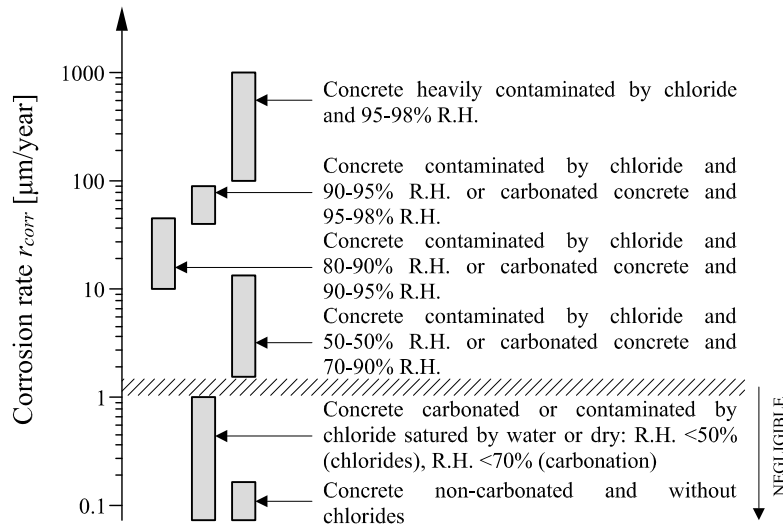 Corrosion rate r_corr [µm/year]
1000
100
10
1
0.1
Concrete heavily contaminated by chloride
and 95-98% R.H.
Concrete contaminated by chloride and
90-95% R.H. or carbonated concrete and
95-98% R.H.
Concrete contaminated by chloride and
80-90% R.H. or carbonated concrete and
90-95% R.H.
Concrete contaminated by chloride and
50-50% R.H. or carbonated concrete and
70-90% R.H.
Concrete carbonated or contaminated by
chloride satured by water or dry: R.H. <50%
(chlorides), R.H. <70% (carbonation)
Concrete non-carbonated and without
chlorides
NEGLIGIBLE